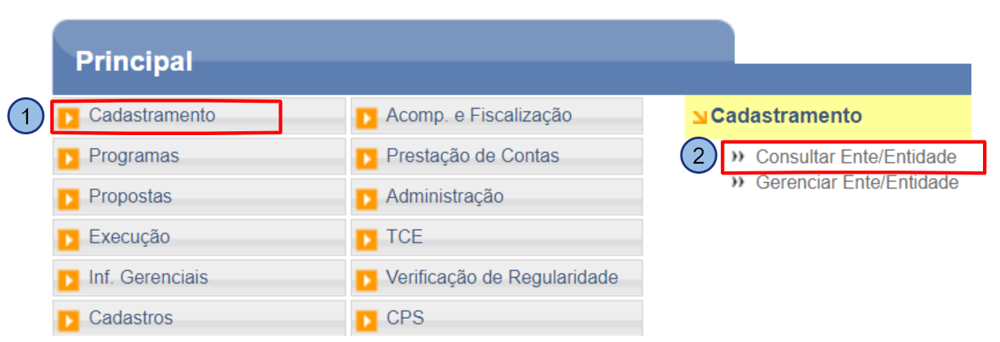 Principal
1
Cadastramento
Acomp. e Fiscalização
Programas
Prestação de Contas
Propostas
Administração
Execução
TCE
Inf. Gerenciais
Verificação de Regularidade
Cadastros
CPS
Cadastramento
2
Consultar Ente/Entidade
Gerenciar Ente/Entidade